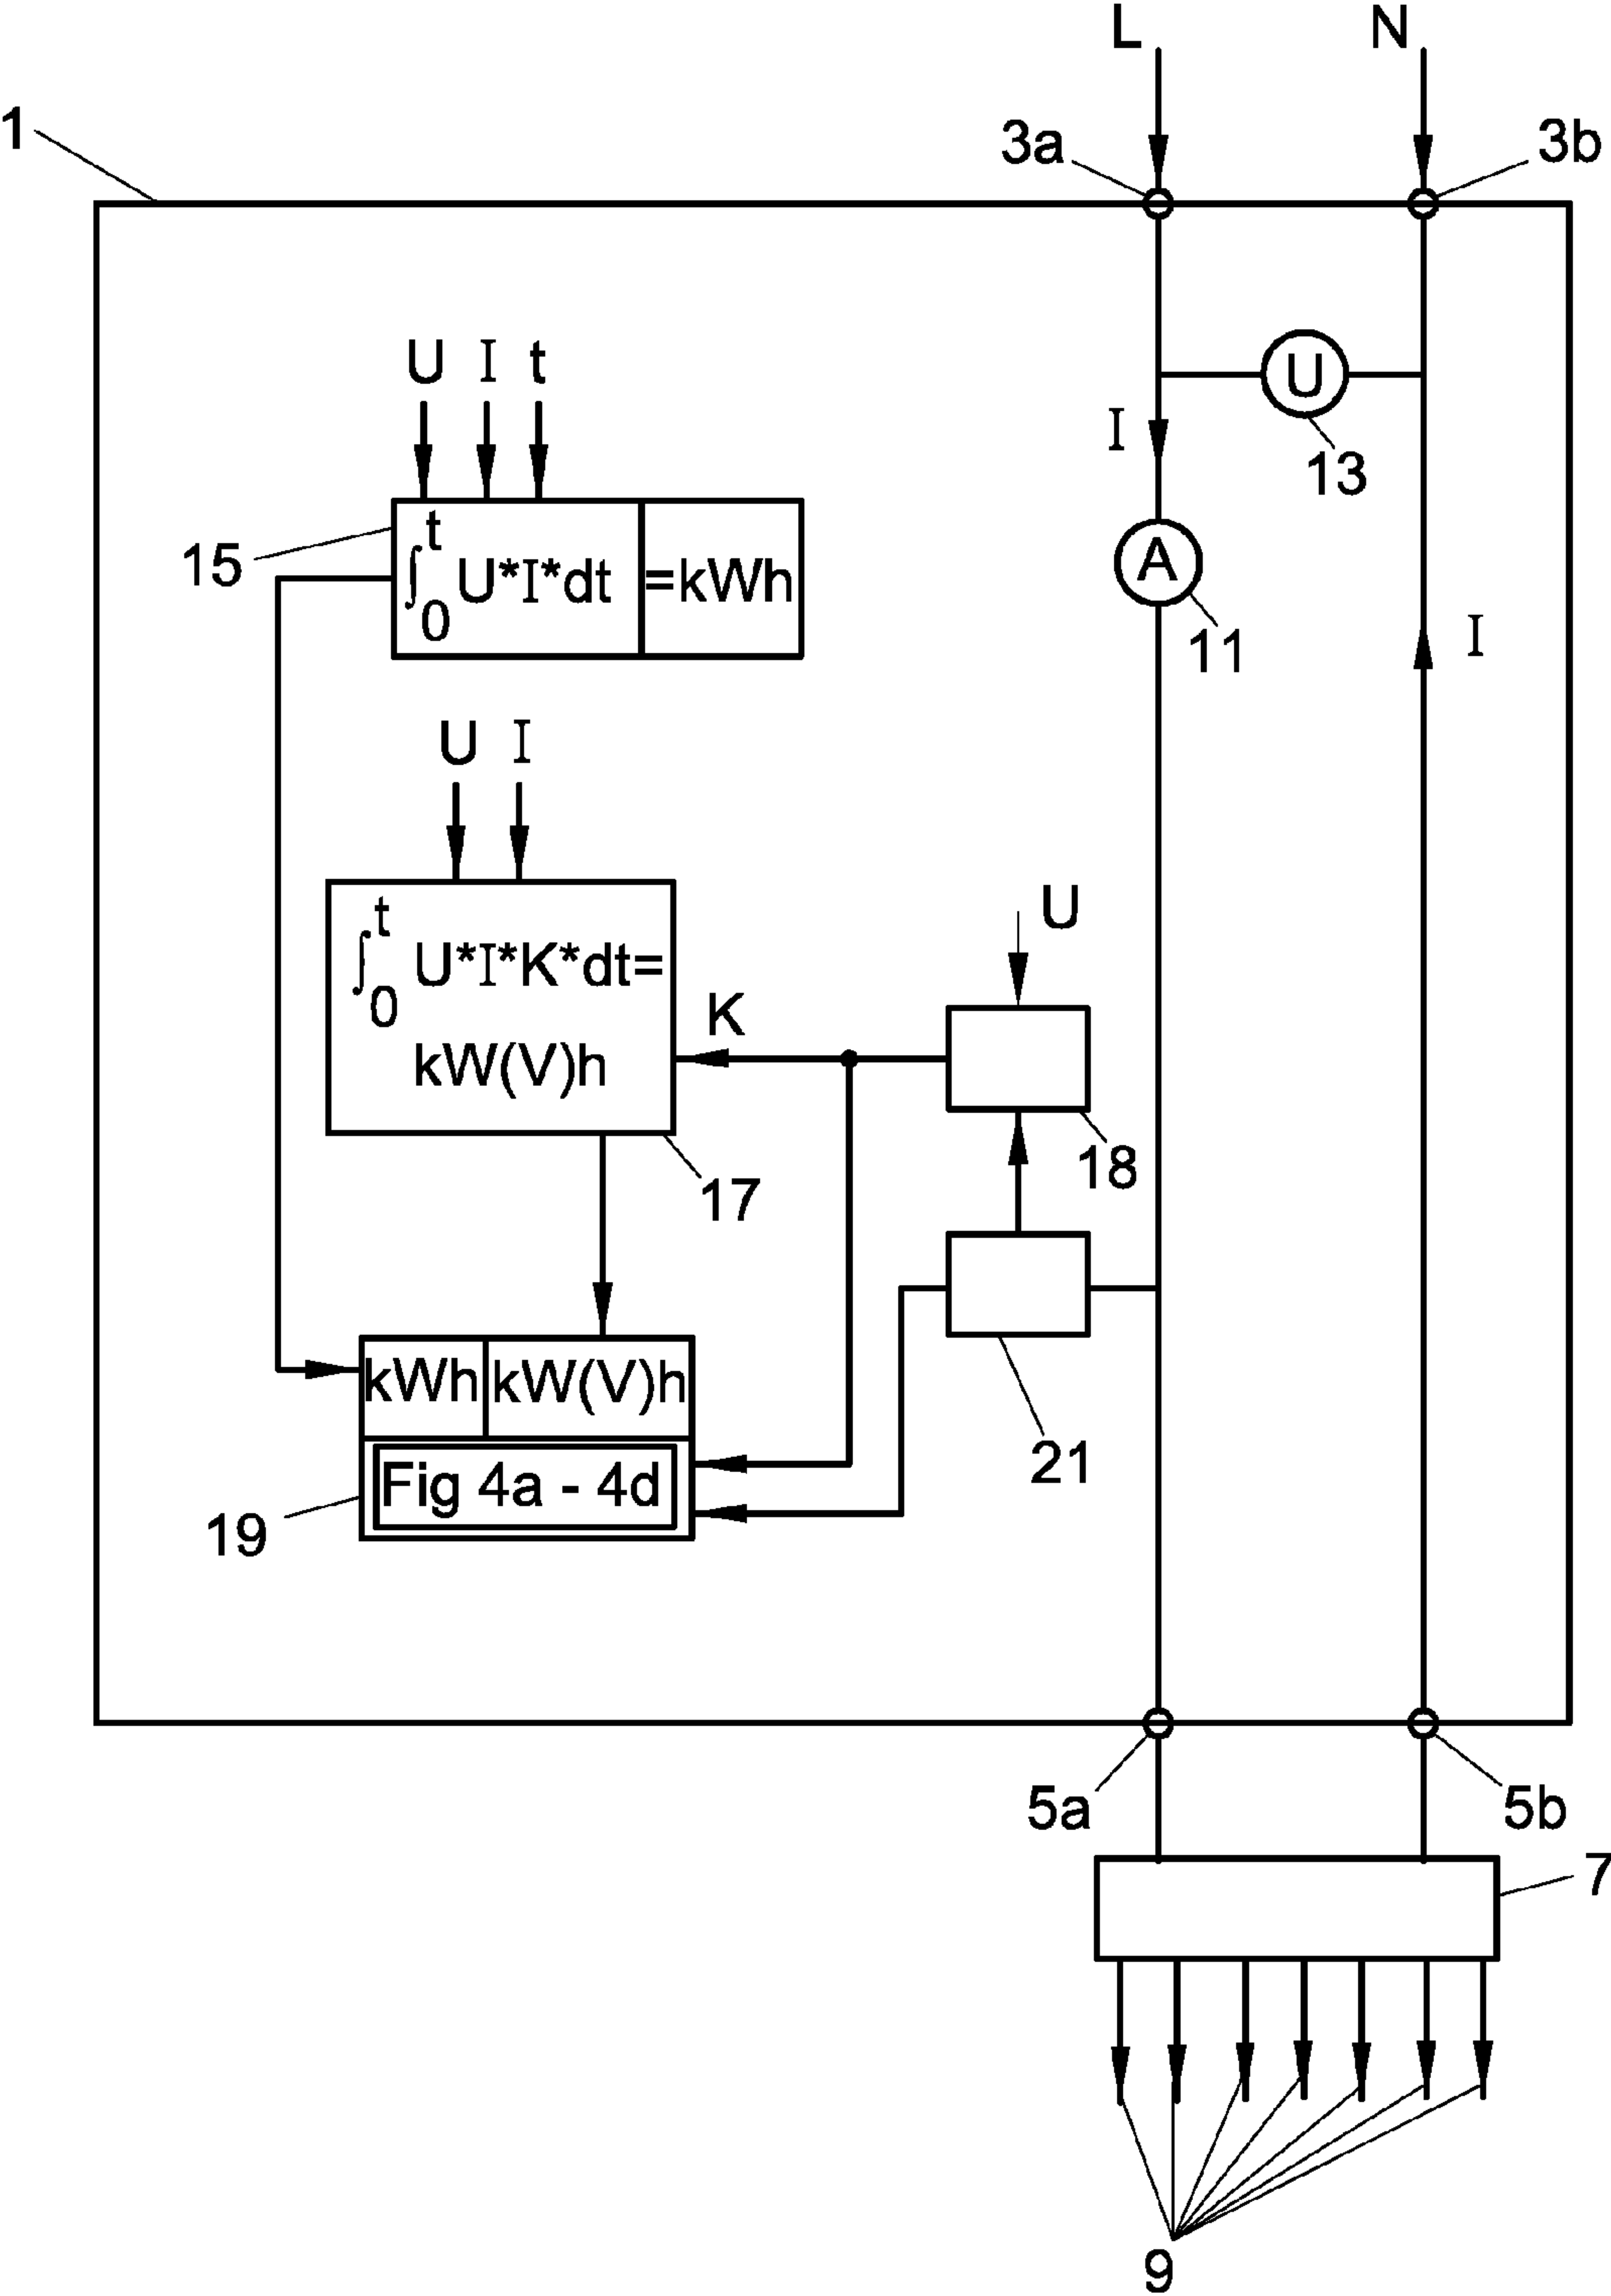 L N
1
3a 3b
U I t
U
I
13
15
∫₀ᵗ U*I*dt =kWh
A
11
I
U I
∫₀ᵗ U*I*K*dt=
kW(V)h
U
K
18
17
kWh kW(V)h
21
Fig 4a - 4d
19
5a 5b
7
9